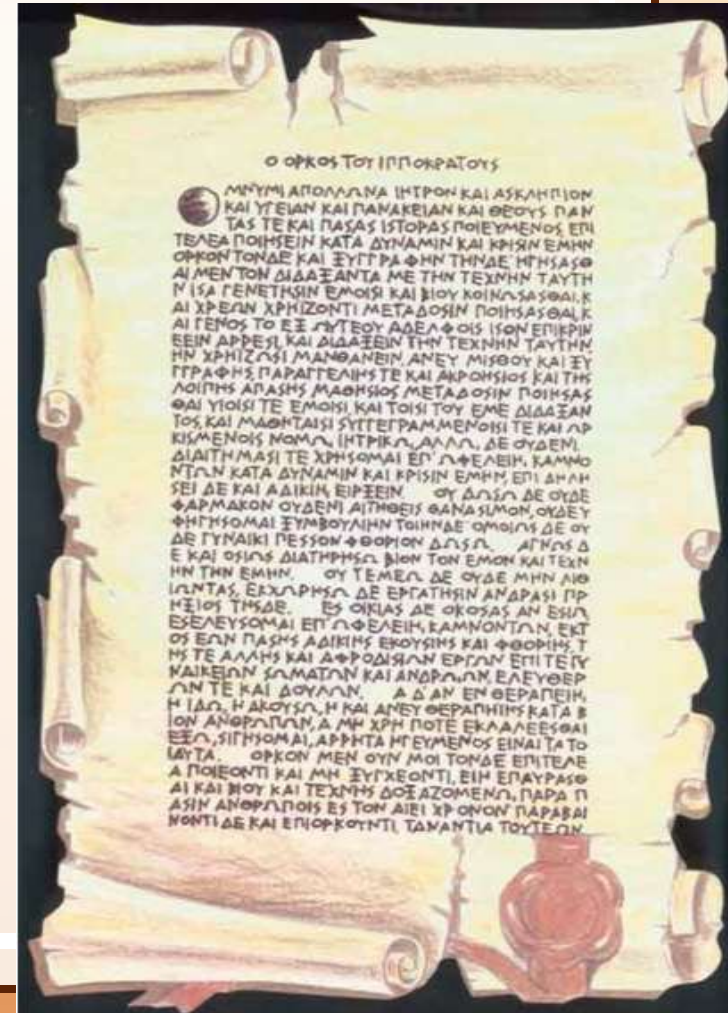 Ο ΟΡΚΟΣ ΤΟΥ ΙΠΠΟΚΡΑΤΟΥΣ
ΟΜΝΥΜΙ ΑΠΟΛΛΩΝΑ ΙΗΤΡΟΝ ΚΑΙ ΑΣΚΛΗΠΙΟΝ
ΚΑΙ ΥΓΕΙΑΝ ΚΑΙ ΠΑΝΑΚΕΙΑΝ ΚΑΙ ΘΕΟΥΣ ΠΑΝ
ΤΑΣ ΤΕ ΚΑΙ ΠΑΣΑΣ ΙΣΤΟΡΑΣ ΠΟΙΕΥΜΕΝΟΣ, ΕΠΙ
ΤΕΛΕΑ ΠΟΙΗΣΕΙΝ ΚΑΤΑ ΔΥΝΑΜΙΝ ΚΑΙ ΚΡΙΣΙΝ ΕΜΗΝ
ΟΡΚΟΝ ΤΟΝΔΕ ΚΑΙ ΞΥΓΓΡΑΦΗΝ ΤΗΝΔΕ· ΗΓΗΣΑΣΘ
ΑΙ ΜΕΝ ΤΟΝ ΔΙΔΑΞΑΝΤΑ ΜΕ ΤΗΝ ΤΕΧΝΗΝ ΤΑΥΤΗ
Ν ΙΣΑ ΓΕΝΕΤΗΣΙΝ ΕΜΟΙΣΙ ΚΑΙ ΒΙΟΥ ΚΟΙΝΩΣΑΣΘΑΙ, Κ
ΑΙ ΧΡΕΩΝ ΧΡΗΙΖΟΝΤΙ ΜΕΤΑΔΟΣΙΝ ΠΟΙΗΣΑΣΘΑΙ, Κ
ΑΙ ΓΕΝΟΣ ΤΟ ΕΞ ΩΥΤΕΟΥ ΑΔΕΛΦΟΙΣ ΙΣΟΝ ΕΠΙΚΡΙΝ
ΕΕΙΝ ΑΡΡΕΣΙ, ΚΑΙ ΔΙΔΑΞΕΙΝ ΤΗΝ ΤΕΧΝΗΝ ΤΑΥΤΗΝ
ΗΝ ΧΡΗΙΖΩΣΙ ΜΑΝΘΑΝΕΙΝ, ΑΝΕΥ ΜΙΣΘΟΥ ΚΑΙ ΞΥ
ΓΓΡΑΦΗΣ, ΠΑΡΑΓΓΕΛΙΗΣ ΤΕ ΚΑΙ ΑΚΡΟΗΣΙΟΣ ΚΑΙ ΤΗΣ
ΛΟΙΠΗΣ ΑΠΑΣΗΣ ΜΑΘΗΣΙΟΣ ΜΕΤΑΔΟΣΙΝ ΠΟΙΗΣΑΣ
ΘΑΙ ΥΙΟΙΣΙ ΤΕ ΕΜΟΙΣΙ, ΚΑΙ ΤΟΙΣΙ ΤΟΥ ΕΜΕ ΔΙΔΑΞΑΝ
ΤΟΣ, ΚΑΙ ΜΑΘΗΤΑΙΣΙ ΣΥΓΓΕΓΡΑΜΜΕΝΟΙΣΙ ΤΕ ΚΑΙ ΩΡ
ΚΙΣΜΕΝΟΙΣ ΝΟΜΩ, ΙΗΤΡΙΚΩ, ΑΛΛΩ, ΔΕ ΟΥΔΕΝΙ.
ΔΙΑΙΤΗΜΑΣΙ ΤΕ ΧΡΗΣΟΜΑΙ ΕΠ' ΩΦΕΛΕΙΗ, ΚΑΜΝΟ
ΝΤΩΝ ΚΑΤΑ ΔΥΝΑΜΙΝ ΚΑΙ ΚΡΙΣΙΝ ΕΜΗΝ, ΕΠΙ ΔΗΛΗ
ΣΕΙ ΔΕ ΚΑΙ ΑΔΙΚΙΗ, ΕΙΡΞΕΙΝ. ΟΥ ΔΩΣΩ ΔΕ ΟΥΔΕ
ΦΑΡΜΑΚΟΝ ΟΥΔΕΝΙ ΑΙΤΗΘΕΙΣ ΘΑΝΑΣΙΜΟΝ, ΟΥΔΕ Υ
ΦΗΓΗΣΟΜΑΙ ΞΥΜΒΟΥΛΙΗΝ ΤΟΙΗΝΔΕ· ΟΜΟΙΩΣ ΔΕ ΟΥ
ΔΕ ΓΥΝΑΙΚΙ ΠΕΣΣΟΝ ΦΘΟΡΙΟΝ ΔΩΣΩ. ΑΓΝΩΣ Δ
Ε ΚΑΙ ΟΣΙΩΣ ΔΙΑΤΗΡΗΣΩ ΒΙΟΝ ΤΟΝ ΕΜΟΝ ΚΑΙ ΤΕΧΝ
ΗΝ ΤΗΝ ΕΜΗΝ. ΟΥ ΤΕΜΕΩ ΔΕ ΟΥΔΕ ΜΗΝ ΛΙΘ
ΙΩΝΤΑΣ, ΕΚΧΩΡΗΣΩ ΔΕ ΕΡΓΑΤΗΣΙΝ ΑΝΔΡΑΣΙ ΠΡ
ΗΞΙΟΣ ΤΗΣΔΕ. ΕΣ ΟΙΚΙΑΣ ΔΕ ΟΚΟΣΑΣ ΑΝ ΕΣΙΩ
ΕΣΕΛΕΥΣΟΜΑΙ ΕΠ' ΩΦΕΛΕΙΗ, ΚΑΜΝΟΝΤΩΝ, ΕΚΤ
ΟΣ ΕΩΝ ΠΑΣΗΣ ΑΔΙΚΙΗΣ ΕΚΟΥΣΙΗΣ ΚΑΙ ΦΘΟΡΙΗΣ, Τ
ΗΣ ΤΕ ΑΛΛΗΣ ΚΑΙ ΑΦΡΟΔΙΣΙΩΝ ΕΡΓΩΝ ΕΠΙ ΤΕ ΓΥ
ΝΑΙΚΕΙΩΝ ΣΩΜΑΤΩΝ ΚΑΙ ΑΝΔΡΩ,ΩΝ, ΕΛΕΥΘΕΡ
ΩΝ ΤΕ ΚΑΙ ΔΟΥΛΩΝ. Α Δ' ΑΝ ΕΝ ΘΕΡΑΠΕΙΗ,
Η ΙΔΩ, Η ΑΚΟΥΣΩ, Η ΚΑΙ ΑΝΕΥ ΘΕΡΑΠΗΙΗΣ ΚΑΤΑ Β
ΙΟΝ ΑΝΘΡΩΠΩΝ, Α ΜΗ ΧΡΗ ΠΟΤΕ ΕΚΛΑΛΕΕΣΘΑΙ
ΕΞΩ, ΣΙΓΗΣΟΜΑΙ, ΑΡΡΗΤΑ ΗΓΕΥΜΕΝΟΣ ΕΙΝΑΙ ΤΑ ΤΟ
ΙΑΥΤΑ. ΟΡΚΟΝ ΜΕΝ ΟΥΝ ΜΟΙ ΤΟΝΔΕ ΕΠΙΤΕΛΕ
Α ΠΟΙΕΟΝΤΙ ΚΑΙ ΜΗ ΞΥΓΧΕΟΝΤΙ, ΕΙΗ ΕΠΑΥΡΑΣΘ
ΑΙ ΚΑΙ ΒΙΟΥ ΚΑΙ ΤΕΧΝΗΣ ΔΟΞΑΖΟΜΕΝΩ, ΠΑΡΑ Π
ΑΣΙΝ ΑΝΘΡΩΠΟΙΣ ΕΣ ΤΟΝ ΑΙΕΙ ΧΡΟΝΟΝ ΠΑΡΑΒΑΙ
ΝΟΝΤΙ ΔΕ ΚΑΙ ΕΠΙΟΡΚΟΥΝΤΙ, ΤΑΝΑΝΤΙΑ ΤΟΥΤΕΩΝ